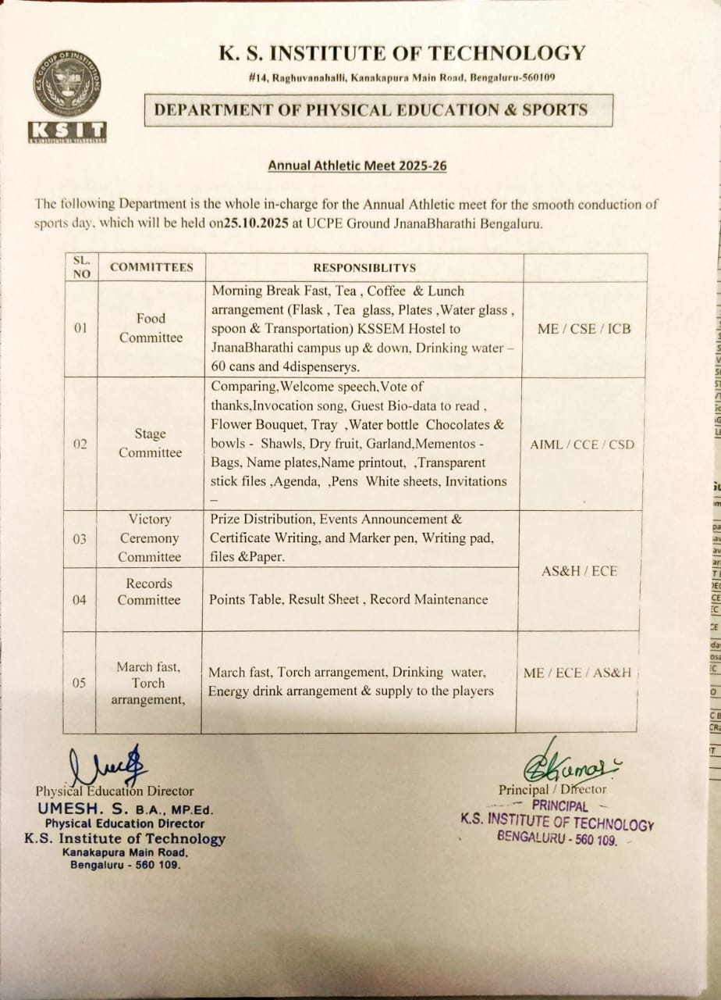 K. S. INSTITUTE OF TECHNOLOGY
#14, Raghuvanahalli, Kanakapura Main Road, Bengaluru-560109
K.S. GROUP OF INSTITUTIONS
KSIT
DEPARTMENT OF PHYSICAL EDUCATION & SPORTS
Annual Athletic Meet 2025-26
The following Department is the whole in-charge for the Annual Athletic meet for the smooth conduction of
sports day, which will be held on25.10.2025 at UCPE Ground JnanaBharathi Bengaluru.
SL.
NO
COMMITTEES
RESPONSIBLITYS
01
Food
Committee
Morning Break Fast, Tea , Coffee & Lunch
arrangement (Flask , Tea glass, Plates ,Water glass ,
spoon & Transportation) KSSEM Hostel to
JnanaBharathi campus up & down, Drinking water –
60 cans and 4dispenserys.
ME / CSE / ICB
02
Stage
Committee
Comparing,Welcome speech,Vote of
thanks,Invocation song, Guest Bio-data to read ,
Flower Bouquet, Tray ,Water bottle Chocolates &
bowls - Shawls, Dry fruit, Garland,Mementos -
Bags, Name plates,Name printout, ,Transparent
stick files ,Agenda, ,Pens White sheets, Invitations
–
AIML / CCE / CSD
03
Victory
Ceremony
Committee
Prize Distribution, Events Announcement &
Certificate Writing, and Marker pen, Writing pad,
files &Paper.
AS&H / ECE
04
Records
Committee
Points Table, Result Sheet , Record Maintenance
05
March fast,
Torch
arrangement,
March fast, Torch arrangement, Drinking water,
Energy drink arrangement & supply to the players
ME / ECE / AS&H
Physical Education Director
UMESH. S. B.A., MP.Ed.
Physical Education Director
K.S. Institute of Technology
Kanakapura Main Road,
Bengaluru - 560 109.
Principal / Director
PRINCIPAL
K.S. INSTITUTE OF TECHNOLOGY
BENGALURU - 560 109.